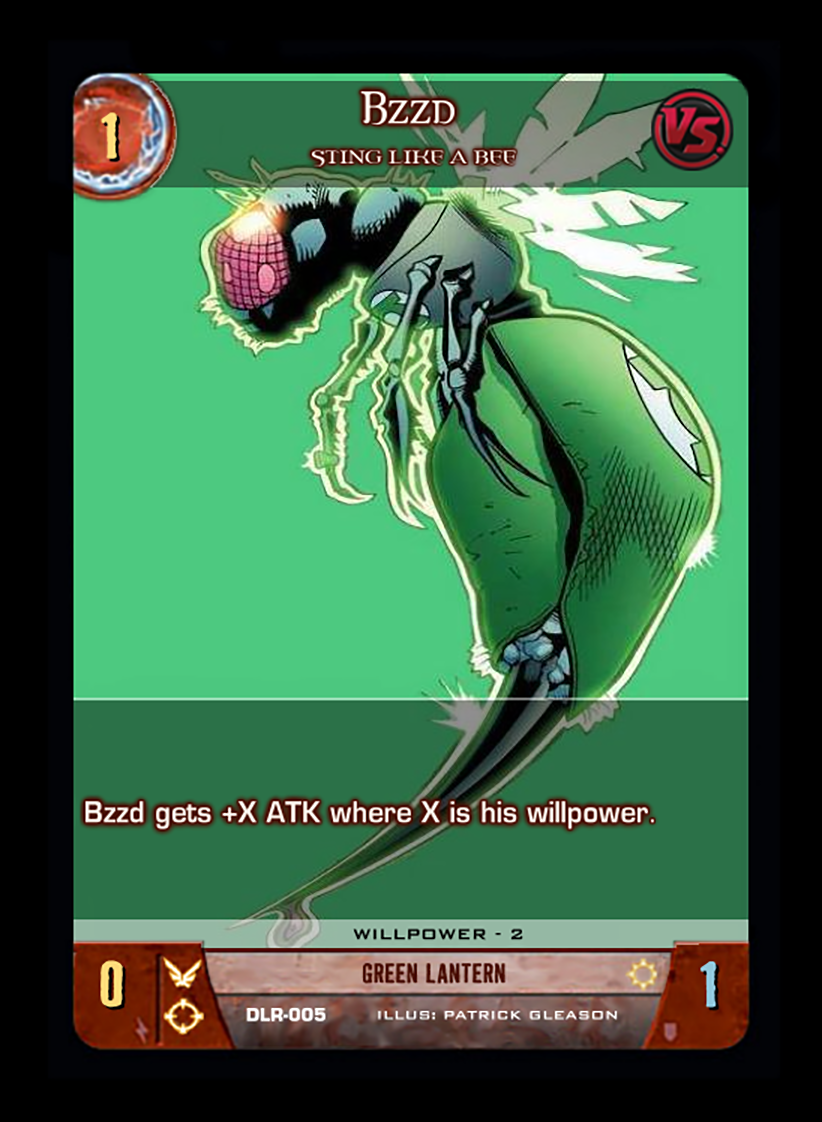 1
BZZD
VS.
STING LIKE A BEE
Bzzd gets +X ATK where X is his willpower.
WILLPOWER - 2
0
GREEN LANTERN
1
DLR-005
ILLUS: PATRICK GLEASON